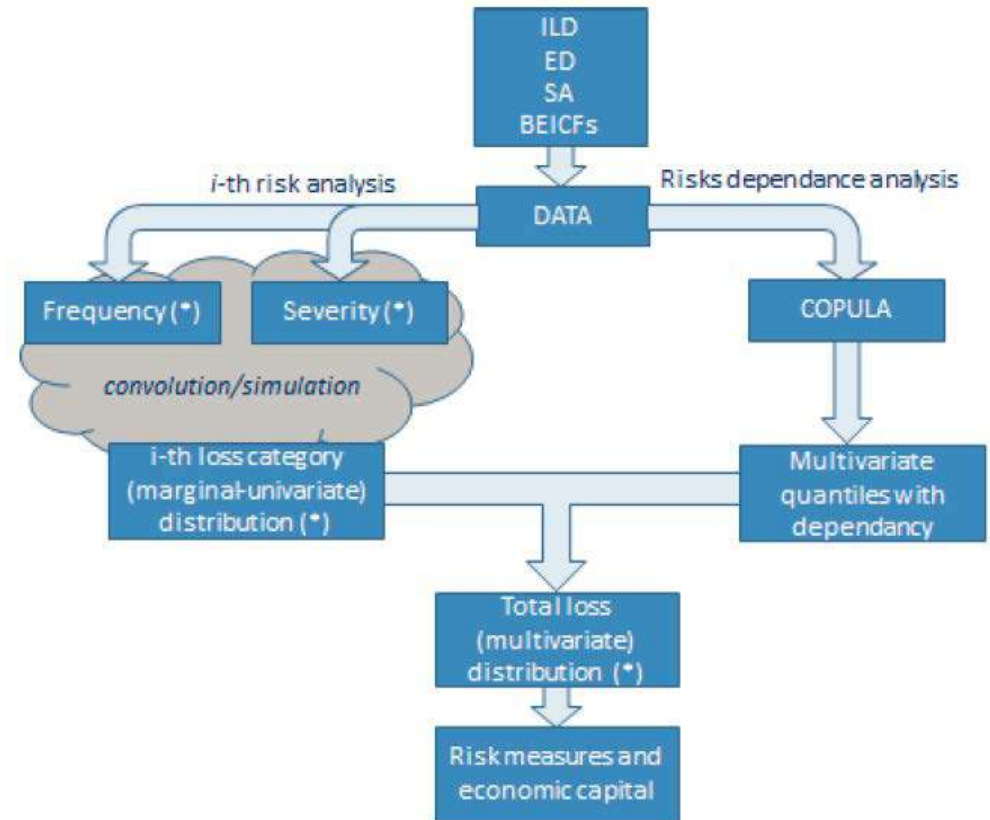 ILD
ED
SA
BEICFs
i-th risk analysis
Risks dependance analysis
DATA
Frequency (*)
Severity (*)
COPULA
convolution/simulation
i-th loss category
(marginal-univariate)
distribution (*)
Multivariate
quantiles with
dependancy
Total loss
(multivariate)
distribution (*)
Risk measures and
economic capital